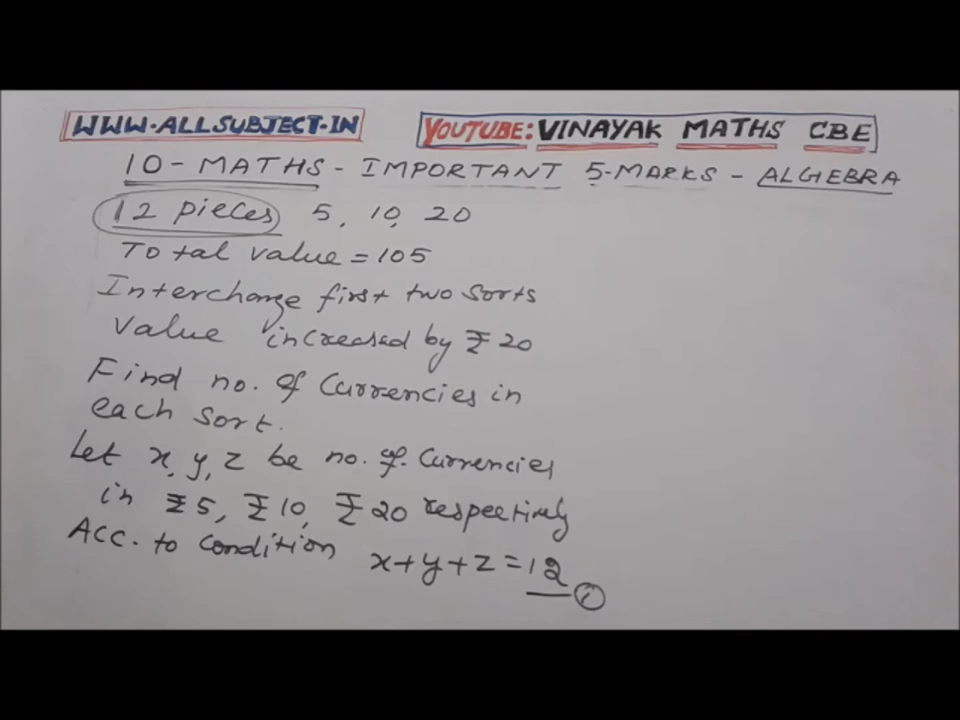 WWW.ALLSUBJECT.IN
YOUTUBE: VINAYAK MATHS CBE
10-MATHS - IMPORTANT 5-MARKS - ALGEBRA
12 pieces 5, 10, 20
Total value = 105
Interchange first two sorts
value increased by ₹ 20
Find no. of Currencies in
each sort.
Let x, y, z be no. of Currencies
in ₹5, ₹10, ₹20 respectively
Acc. to condition x+y+z=12
①